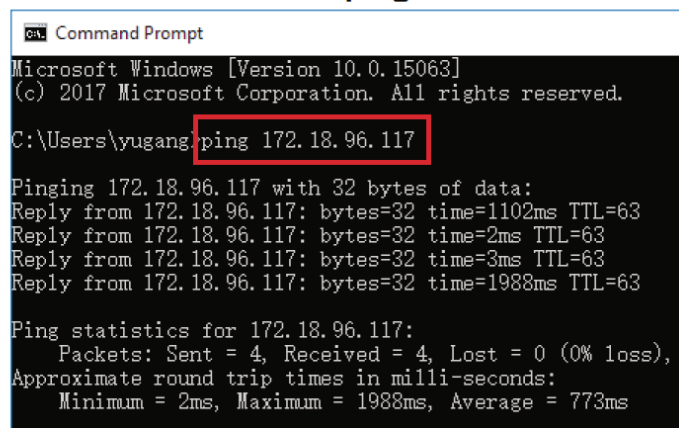 Command Prompt
Microsoft Windows [Version 10.0.15063]
(c) 2017 Microsoft Corporation. All rights reserved.
C:\Users\yugang>ping 172.18.96.117
Pinging 172.18.96.117 with 32 bytes of data:
Reply from 172.18.96.117: bytes=32 time=1102ms TTL=63
Reply from 172.18.96.117: bytes=32 time=2ms TTL=63
Reply from 172.18.96.117: bytes=32 time=3ms TTL=63
Reply from 172.18.96.117: bytes=32 time=1988ms TTL=63
Ping statistics for 172.18.96.117:
Packets: Sent = 4, Received = 4, Lost = 0 (0% loss),
Approximate round trip times in milli-seconds:
Minimum = 2ms, Maximum = 1988ms, Average = 773ms